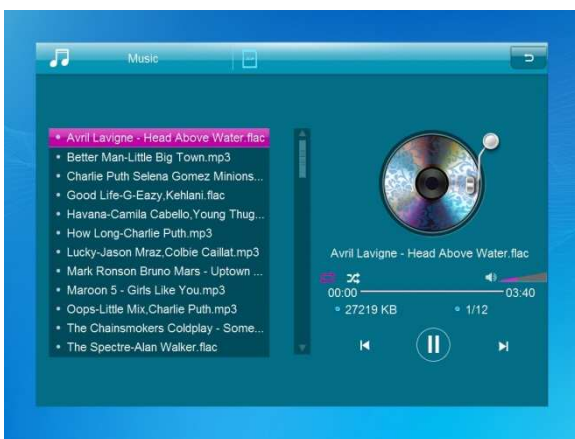 Music
Avril Lavigne - Head Above Water.flac
Better Man-Little Big Town.mp3
Charlie Puth Selena Gomez Minions...
Good Life-G-Eazy,Kehlani.flac
Havana-Camila Cabello,Young Thug...
How Long-Charlie Puth.mp3
Lucky-Jason Mraz,Colbie Caillat.mp3
Mark Ronson Bruno Mars - Uptown ...
Maroon 5 - Girls Like You.mp3
Oops-Little Mix,Charlie Puth.mp3
The Chainsmokers Coldplay - Some...
The Spectre-Alan Walker.flac
Avril Lavigne - Head Above Water.flac
00:00 03:40
27219 KB 1/12